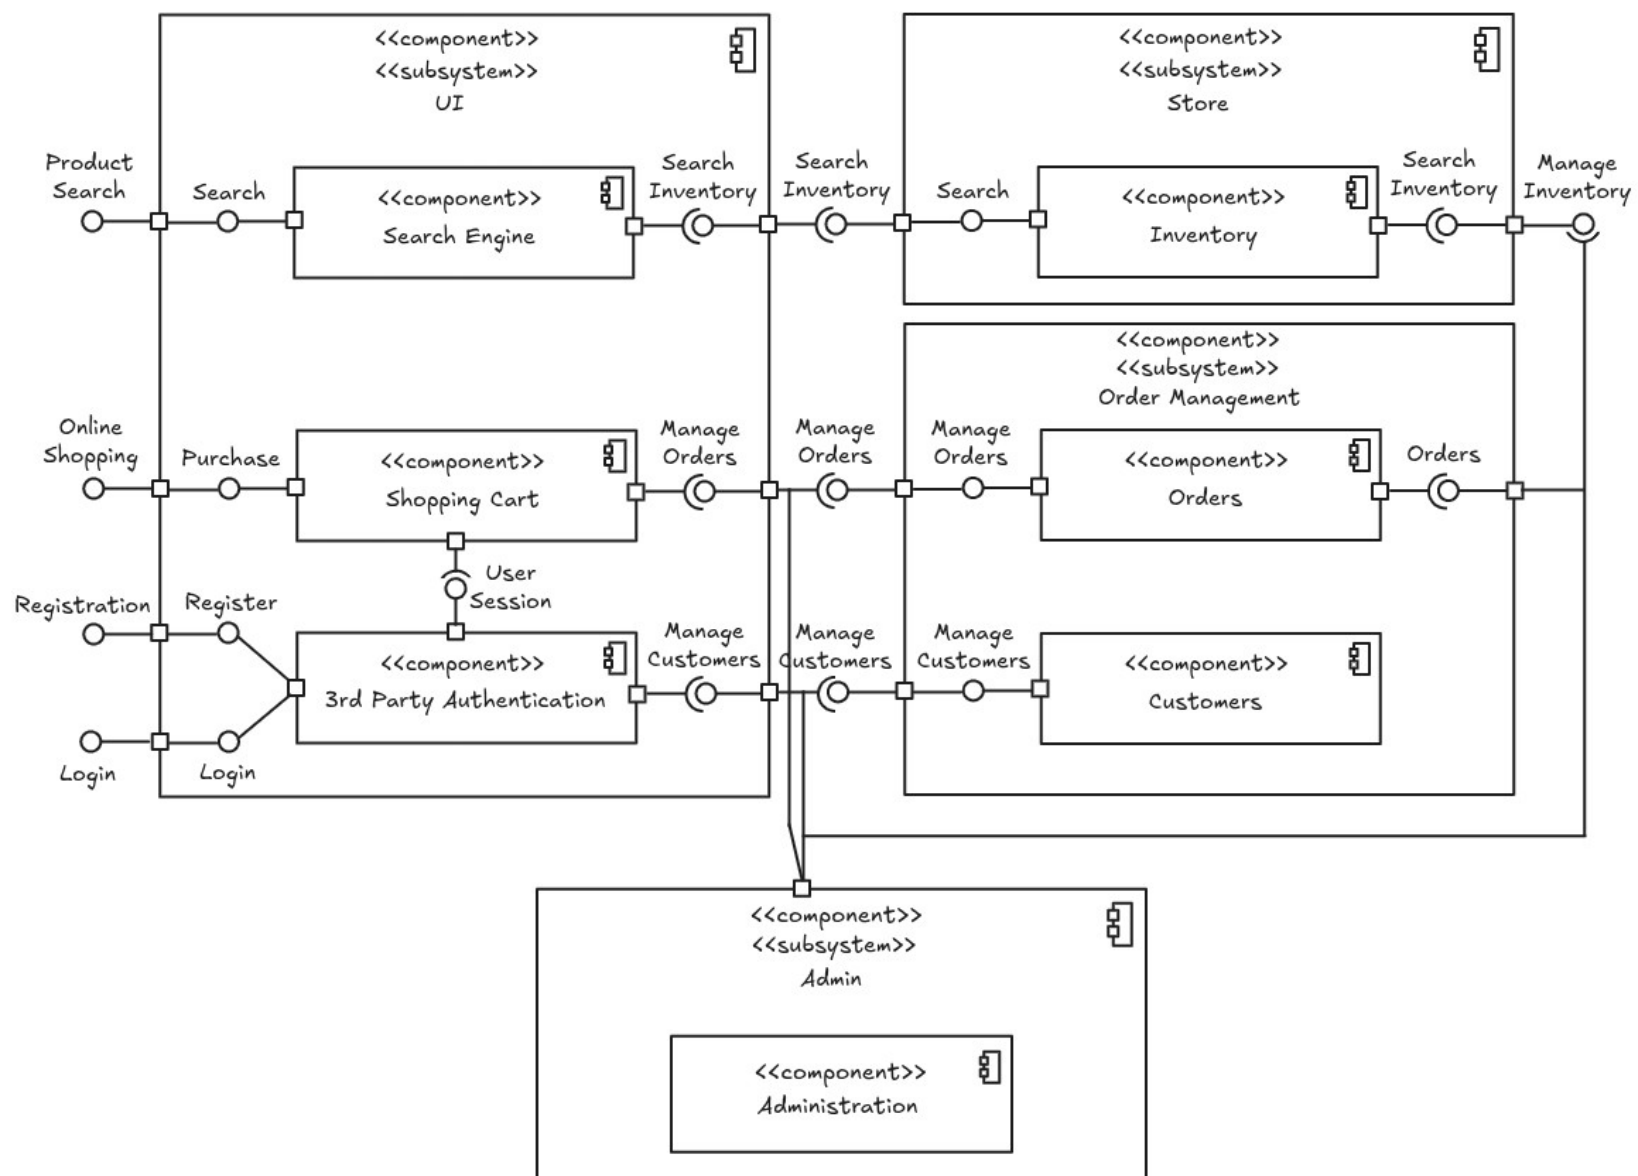 <<component>>
<<subsystem>>
UI
<<component>>
<<subsystem>>
Store
Product
Search
Search
<<component>>
Search Engine
Search
Inventory
Search
Inventory
Search
<<component>>
Inventory
Search
Inventory
Manage
Inventory
<<component>>
<<subsystem>>
Order Management
Online
Shopping
Purchase
<<component>>
Shopping Cart
Manage
Orders
Manage
Orders
Manage
Orders
<<component>>
Orders
Orders
User
Session
Registration
Register
<<component>>
3rd Party Authentication
Manage
Customers
Manage
Customers
Manage
Customers
<<component>>
Customers
Login
Login
<<component>>
<<subsystem>>
Admin
<<component>>
Administration